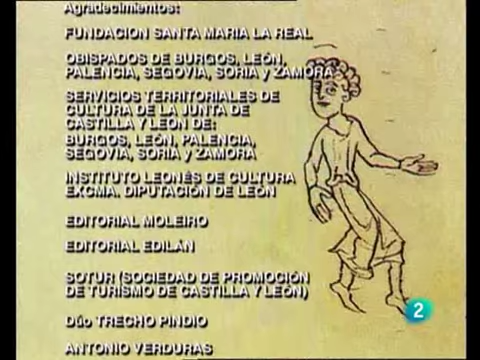 Agradecimientos:
FUNDACION SANTA MARIA LA REAL
OBISPADOS DE BURGOS, LEÓN,
PALENCIA, SEGOVIA, SORIA y ZAMORA
SERVICIOS TERRITORIALES DE
CULTURA DE LA JUNTA DE
CASTILLA Y LEÓN DE:
BURGOS, LEÓN, PALENCIA,
SEGOVIA, SORIA y ZAMORA
INSTITUTO LEONÉS DE CULTURA
EXCMA. DIPUTACIÓN DE LEÓN
EDITORIAL MOLEIRO
EDITORIAL EDILÁN
SOTUR (SOCIEDAD DE PROMOCIÓN
DE TURISMO DE CASTILLA Y LEÓN)
Dúo TRECHO PINDIO
ANTONIO VERDURAS
2